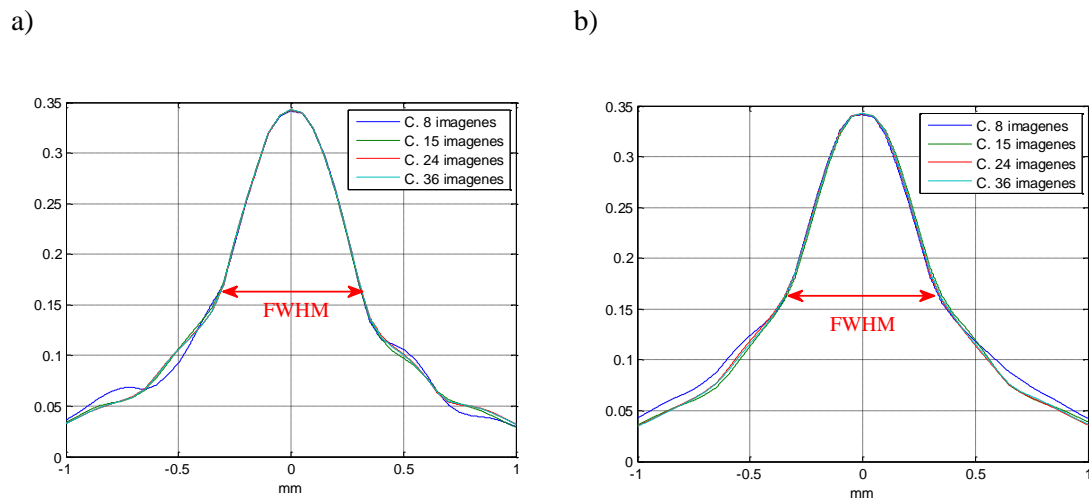 a)
0.35
0.3
0.25
0.2
0.15
0.1
0.05
0
-1
-0.5
0
0.5
1
mm
C. 8 imagenes
C. 15 imagenes
C. 24 imagenes
C. 36 imagenes
FWHM
b)
0.35
0.3
0.25
0.2
0.15
0.1
0.05
0
-1
-0.5
0
0.5
1
mm
C. 8 imagenes
C. 15 imagenes
C. 24 imagenes
C. 36 imagenes
FWHM